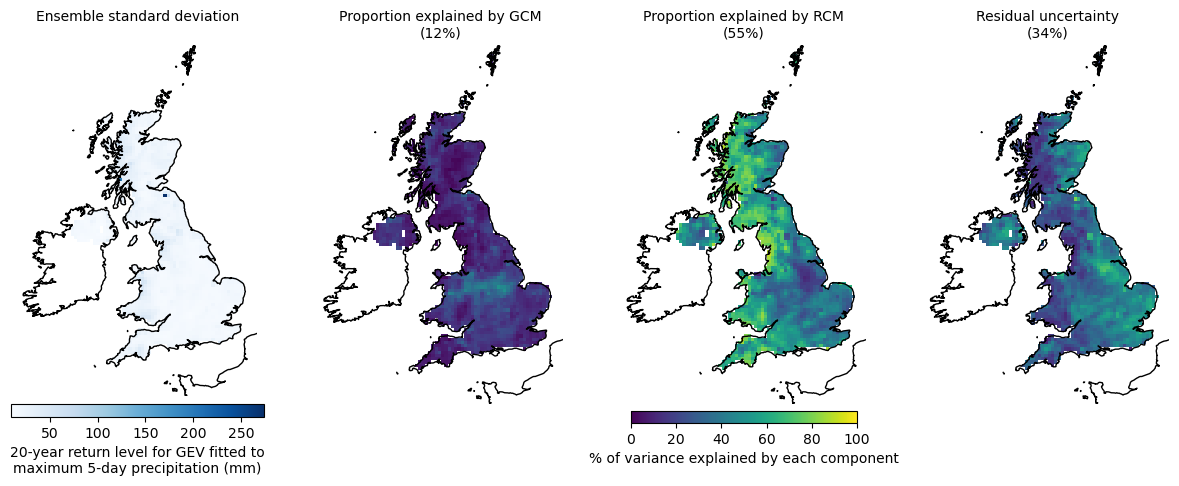 Ensemble standard deviation
Proportion explained by GCM
(12%)
Proportion explained by RCM
(55%)
Residual uncertainty
(34%)
50 100 150 200 250
20-year return level for GEV fitted to
maximum 5-day precipitation (mm)
0 20 40 60 80 100
% of variance explained by each component